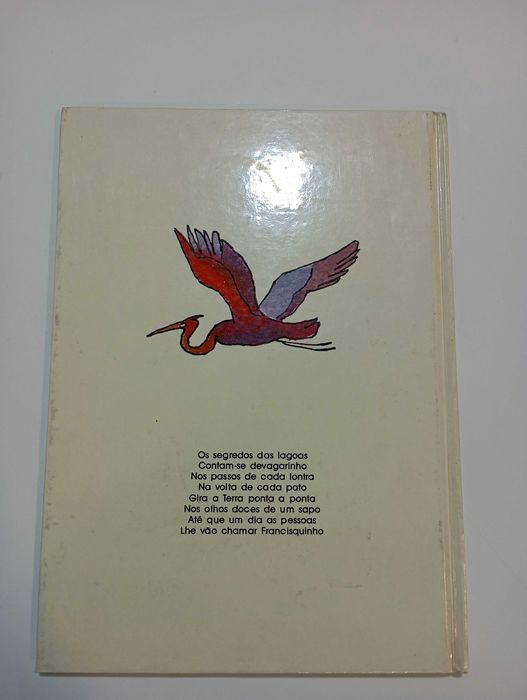 Os segredos das lagoas
Contam-se devagarinho
Nos passos de cada lontra
Na volta de cada pato
Gira a Terra ponta a ponta
Nos olhos doces de um sapo
Até que um dia as pessoas
Lhe vão chamar Francisquinho